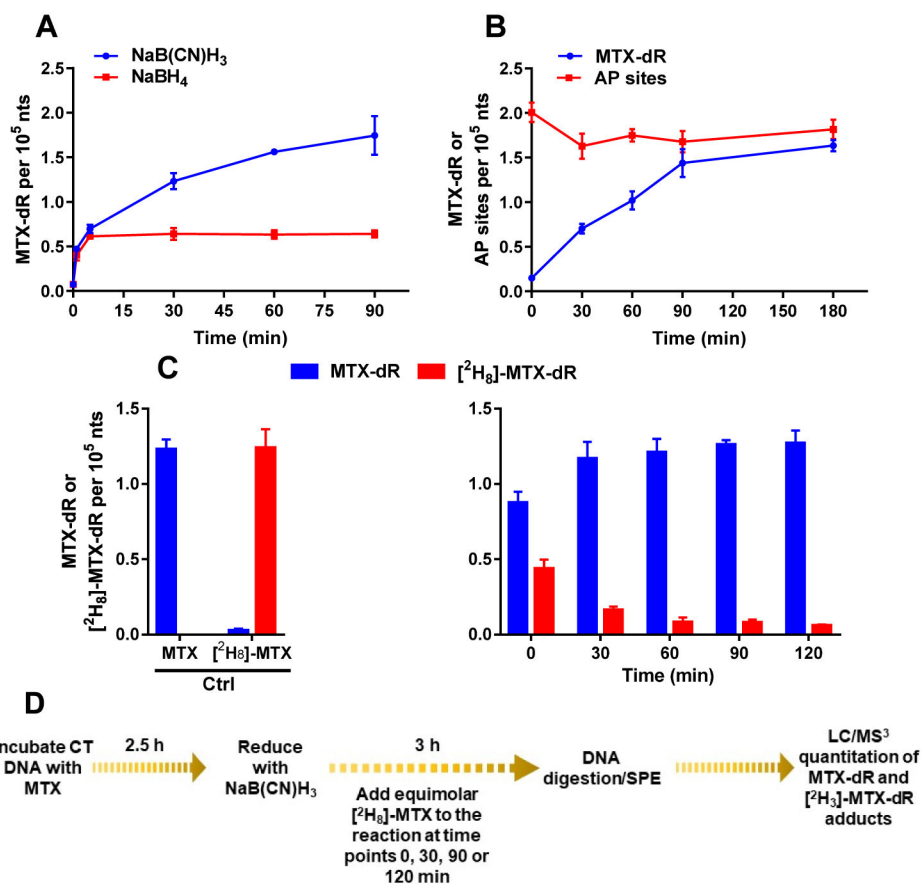 A
NaB(CN)H₃
NaBH₄
MTX-dR per 10⁵ nts
2.5
2.0
1.5
1.0
0.5
0.0
0 15 30 45 60 75 90
Time (min)
B
MTX-dR
AP sites
MTX-dR or
AP sites per 10⁵ nts
2.5
2.0
1.5
1.0
0.5
0.0
0 30 60 90 120 150 180
Time (min)
C
MTX-dR [²H₈]-MTX-dR
MTX-dR or
[²H₈]-MTX-dR per 10⁵ nts
1.5
1.0
0.5
0.0
MTX [²H₈]-MTX
Ctrl
1.5
1.0
0.5
0.0
0 30 60 90 120
Time (min)
D
ncubate CT
DNA with
MTX
2.5 h
Reduce
with
NaB(CN)H₃
3 h
Add equimolar
[²H₈]-MTX to the
reaction at time
points 0, 30, 90 or
120 min
DNA
digestion/SPE
LC/MS³
quantitation of
MTX-dR and
[²H₃]-MTX-dR
adducts